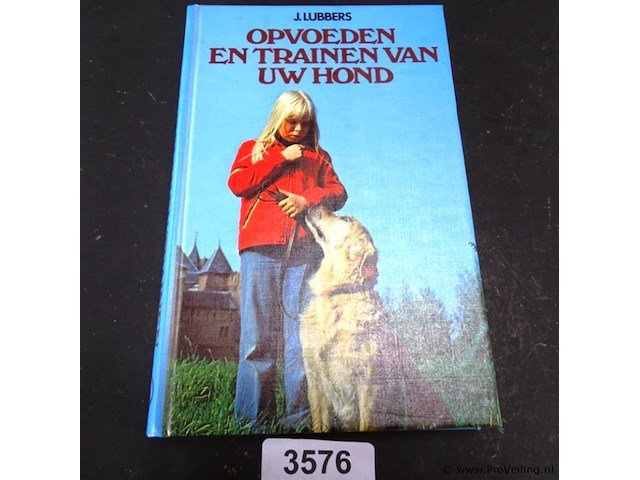 J. LUBBERS
OPVOEDEN
EN TRAINEN VAN
UW HOND
3576
© www.ProVeiling.nl